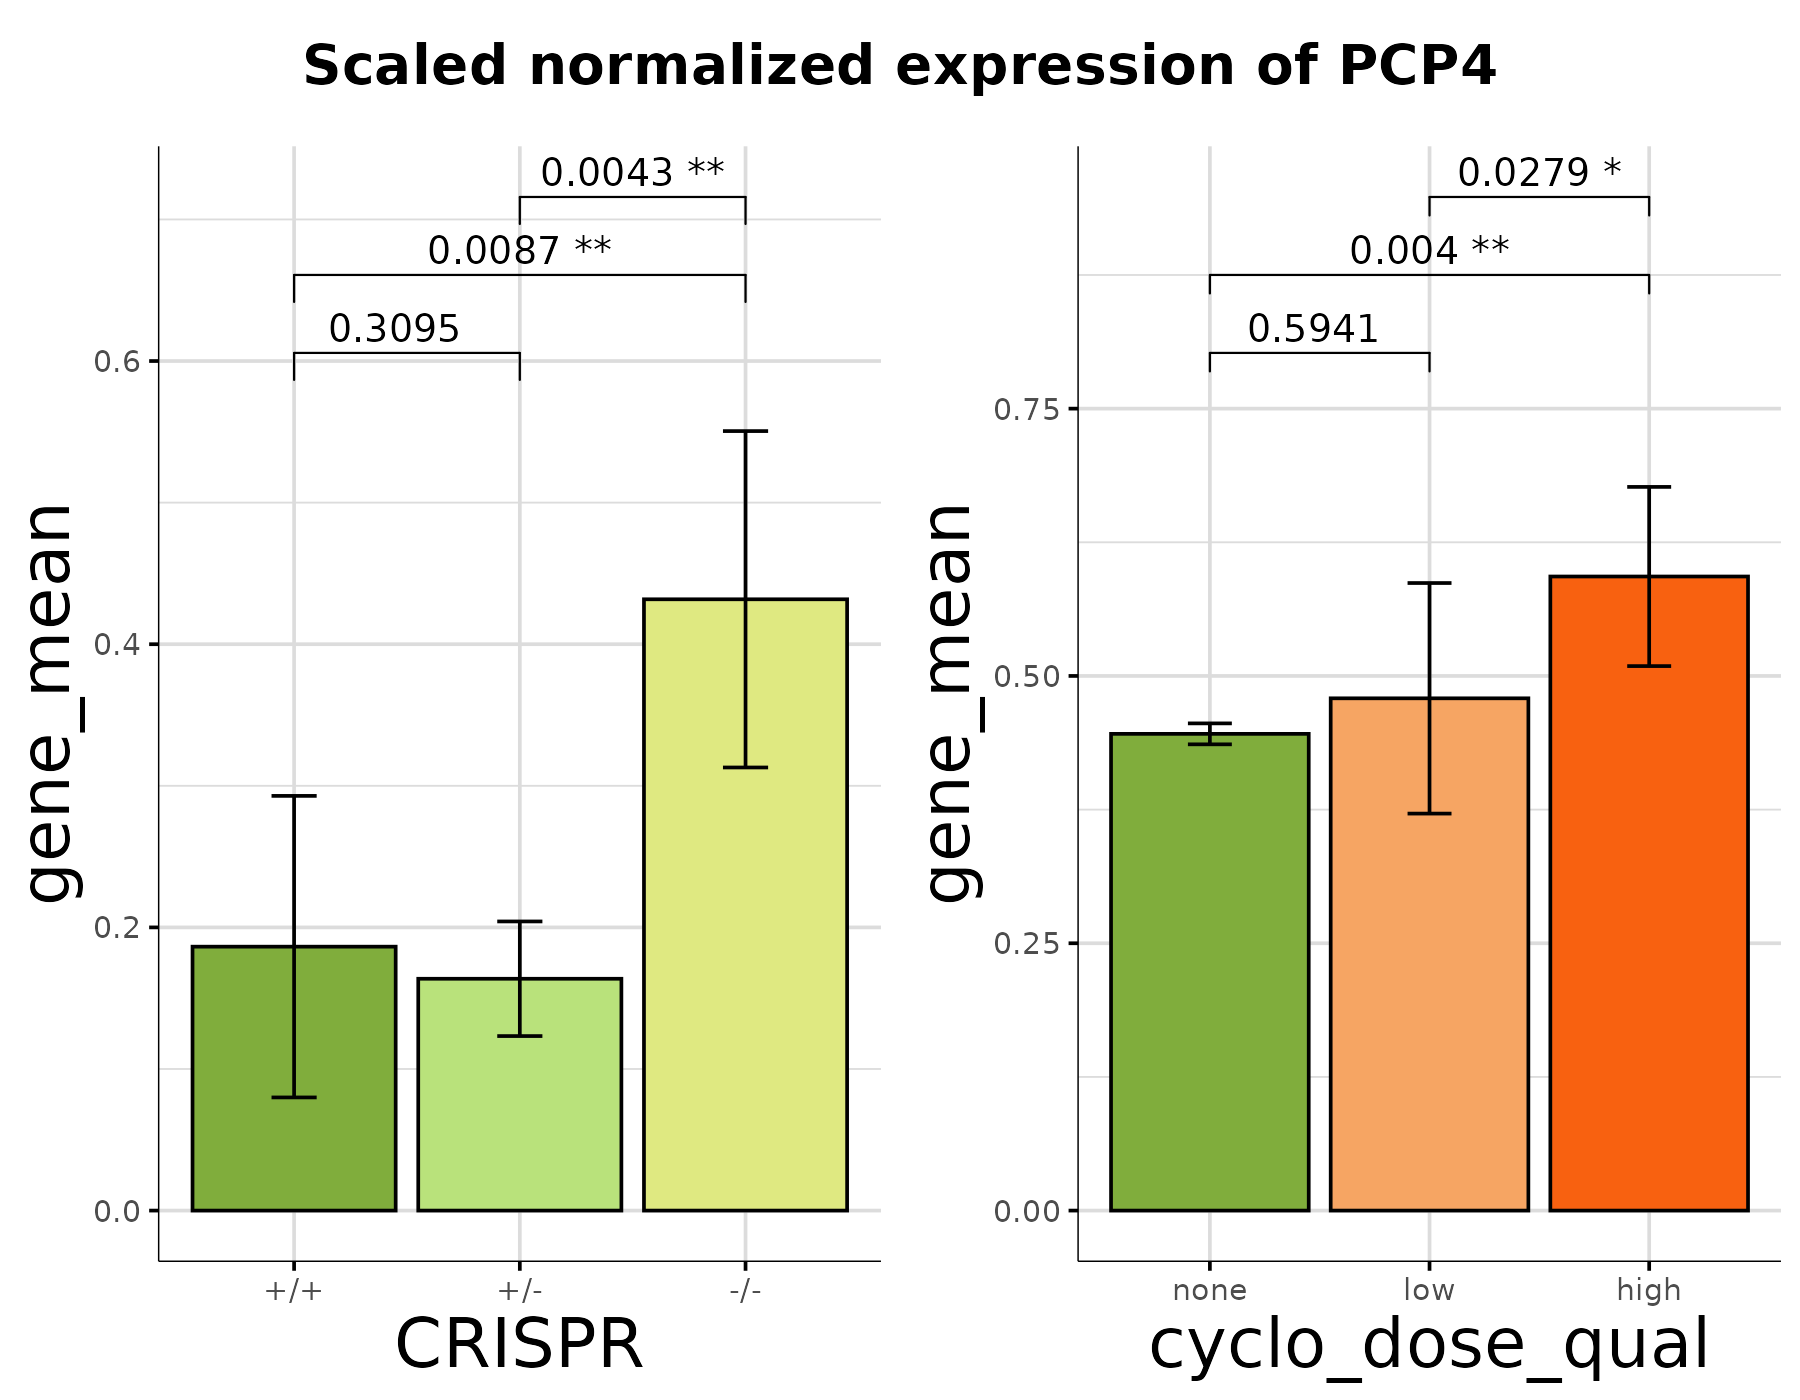 Scaled normalized expression of PCP4
gene_mean
0.6
0.4
0.2
0.0
0.0043 **
0.0087 **
0.3095
+/+ +/- -/-
CRISPR
gene_mean
0.75
0.50
0.25
0.00
0.0279 *
0.004 **
0.5941
none low high
cyclo_dose_qual